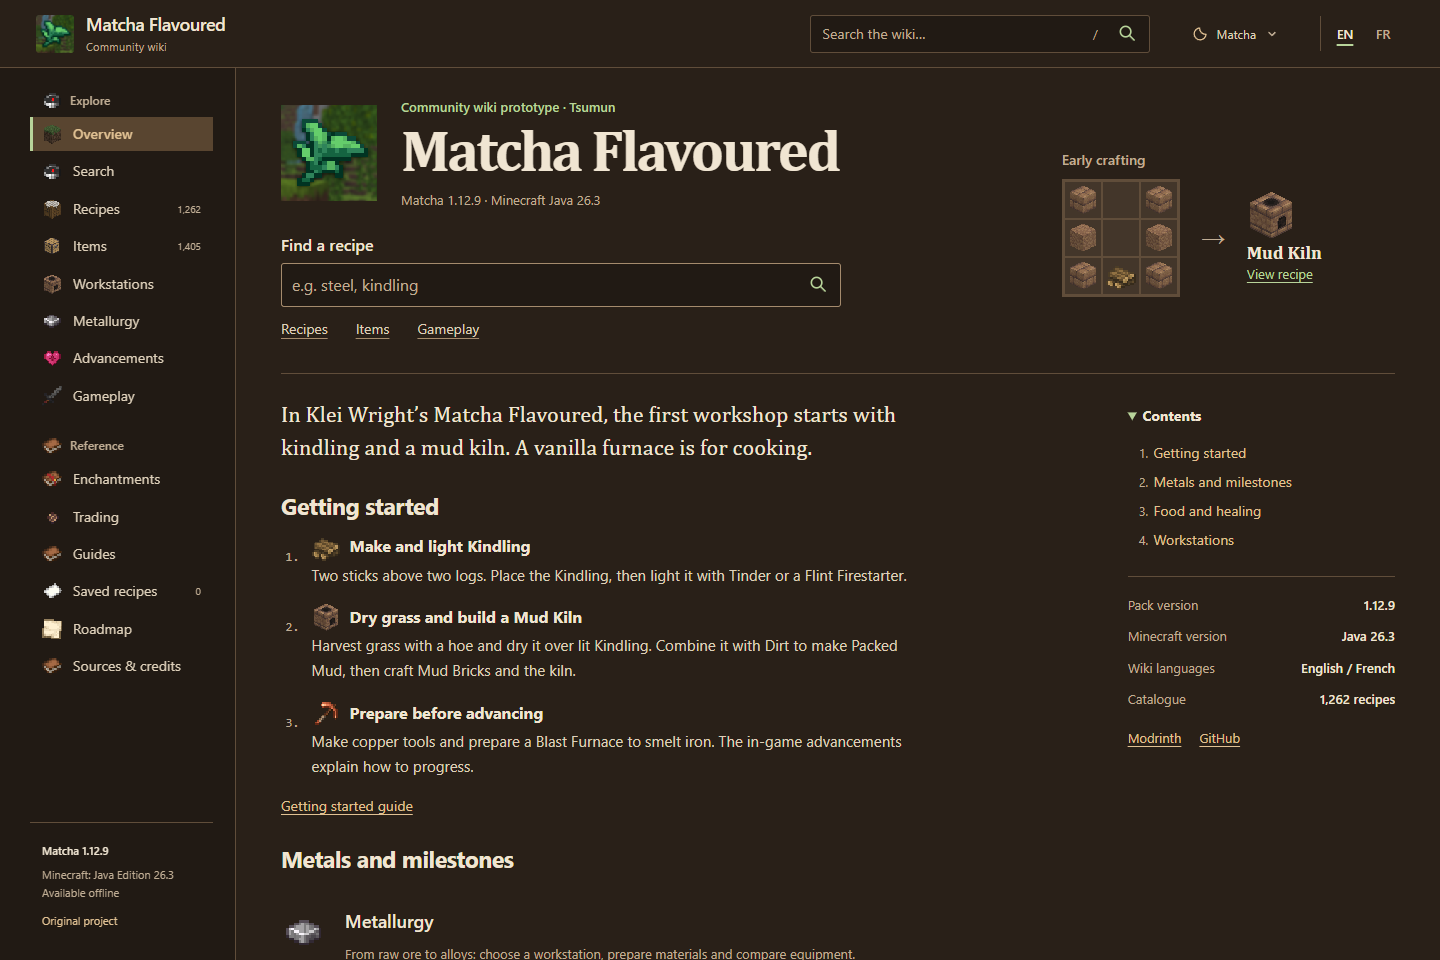 Matcha Flavoured
Community wiki
Search the wiki...
/
Matcha
EN
FR
Explore
Overview
Search
Recipes 1,262
Items 1,405
Workstations
Metallurgy
Advancements
Gameplay
Reference
Enchantments
Trading
Guides
Saved recipes 0
Roadmap
Sources & credits
Matcha 1.12.9
Minecraft: Java Edition 26.3
Available offline
Original project
Community wiki prototype · Tsumun
Matcha Flavoured
Matcha 1.12.9 · Minecraft Java 26.3
Find a recipe
e.g. steel, kindling
Recipes
Items
Gameplay
Early crafting
→
Mud Kiln
View recipe
In Klei Wright’s Matcha Flavoured, the first workshop starts with
kindling and a mud kiln. A vanilla furnace is for cooking.
Getting started
1. Make and light Kindling
Two sticks above two logs. Place the Kindling, then light it with Tinder or a Flint Firestarter.
2. Dry grass and build a Mud Kiln
Harvest grass with a hoe and dry it over lit Kindling. Combine it with Dirt to make Packed
Mud, then craft Mud Bricks and the kiln.
3. Prepare before advancing
Make copper tools and prepare a Blast Furnace to smelt iron. The in-game advancements
explain how to progress.
Getting started guide
Metals and milestones
Metallurgy
From raw ore to alloys: choose a workstation, prepare materials and compare equipment.
▼ Contents
1. Getting started
2. Metals and milestones
3. Food and healing
4. Workstations
Pack version 1.12.9
Minecraft version Java 26.3
Wiki languages English / French
Catalogue 1,262 recipes
Modrinth
GitHub